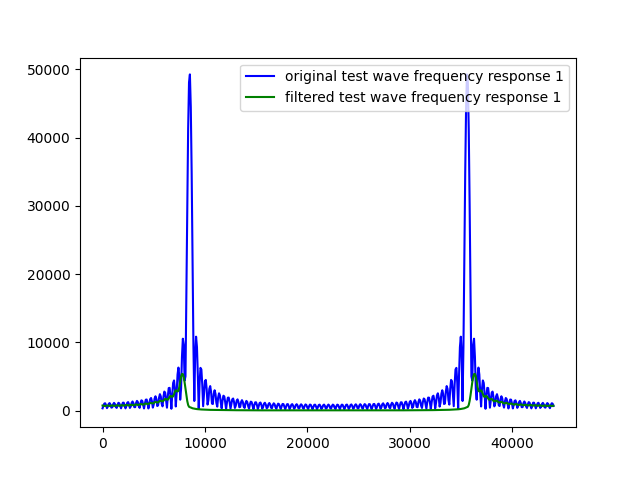 original test wave frequency response 1
filtered test wave frequency response 1
50000
40000
30000
20000
10000
0
0 10000 20000 30000 40000